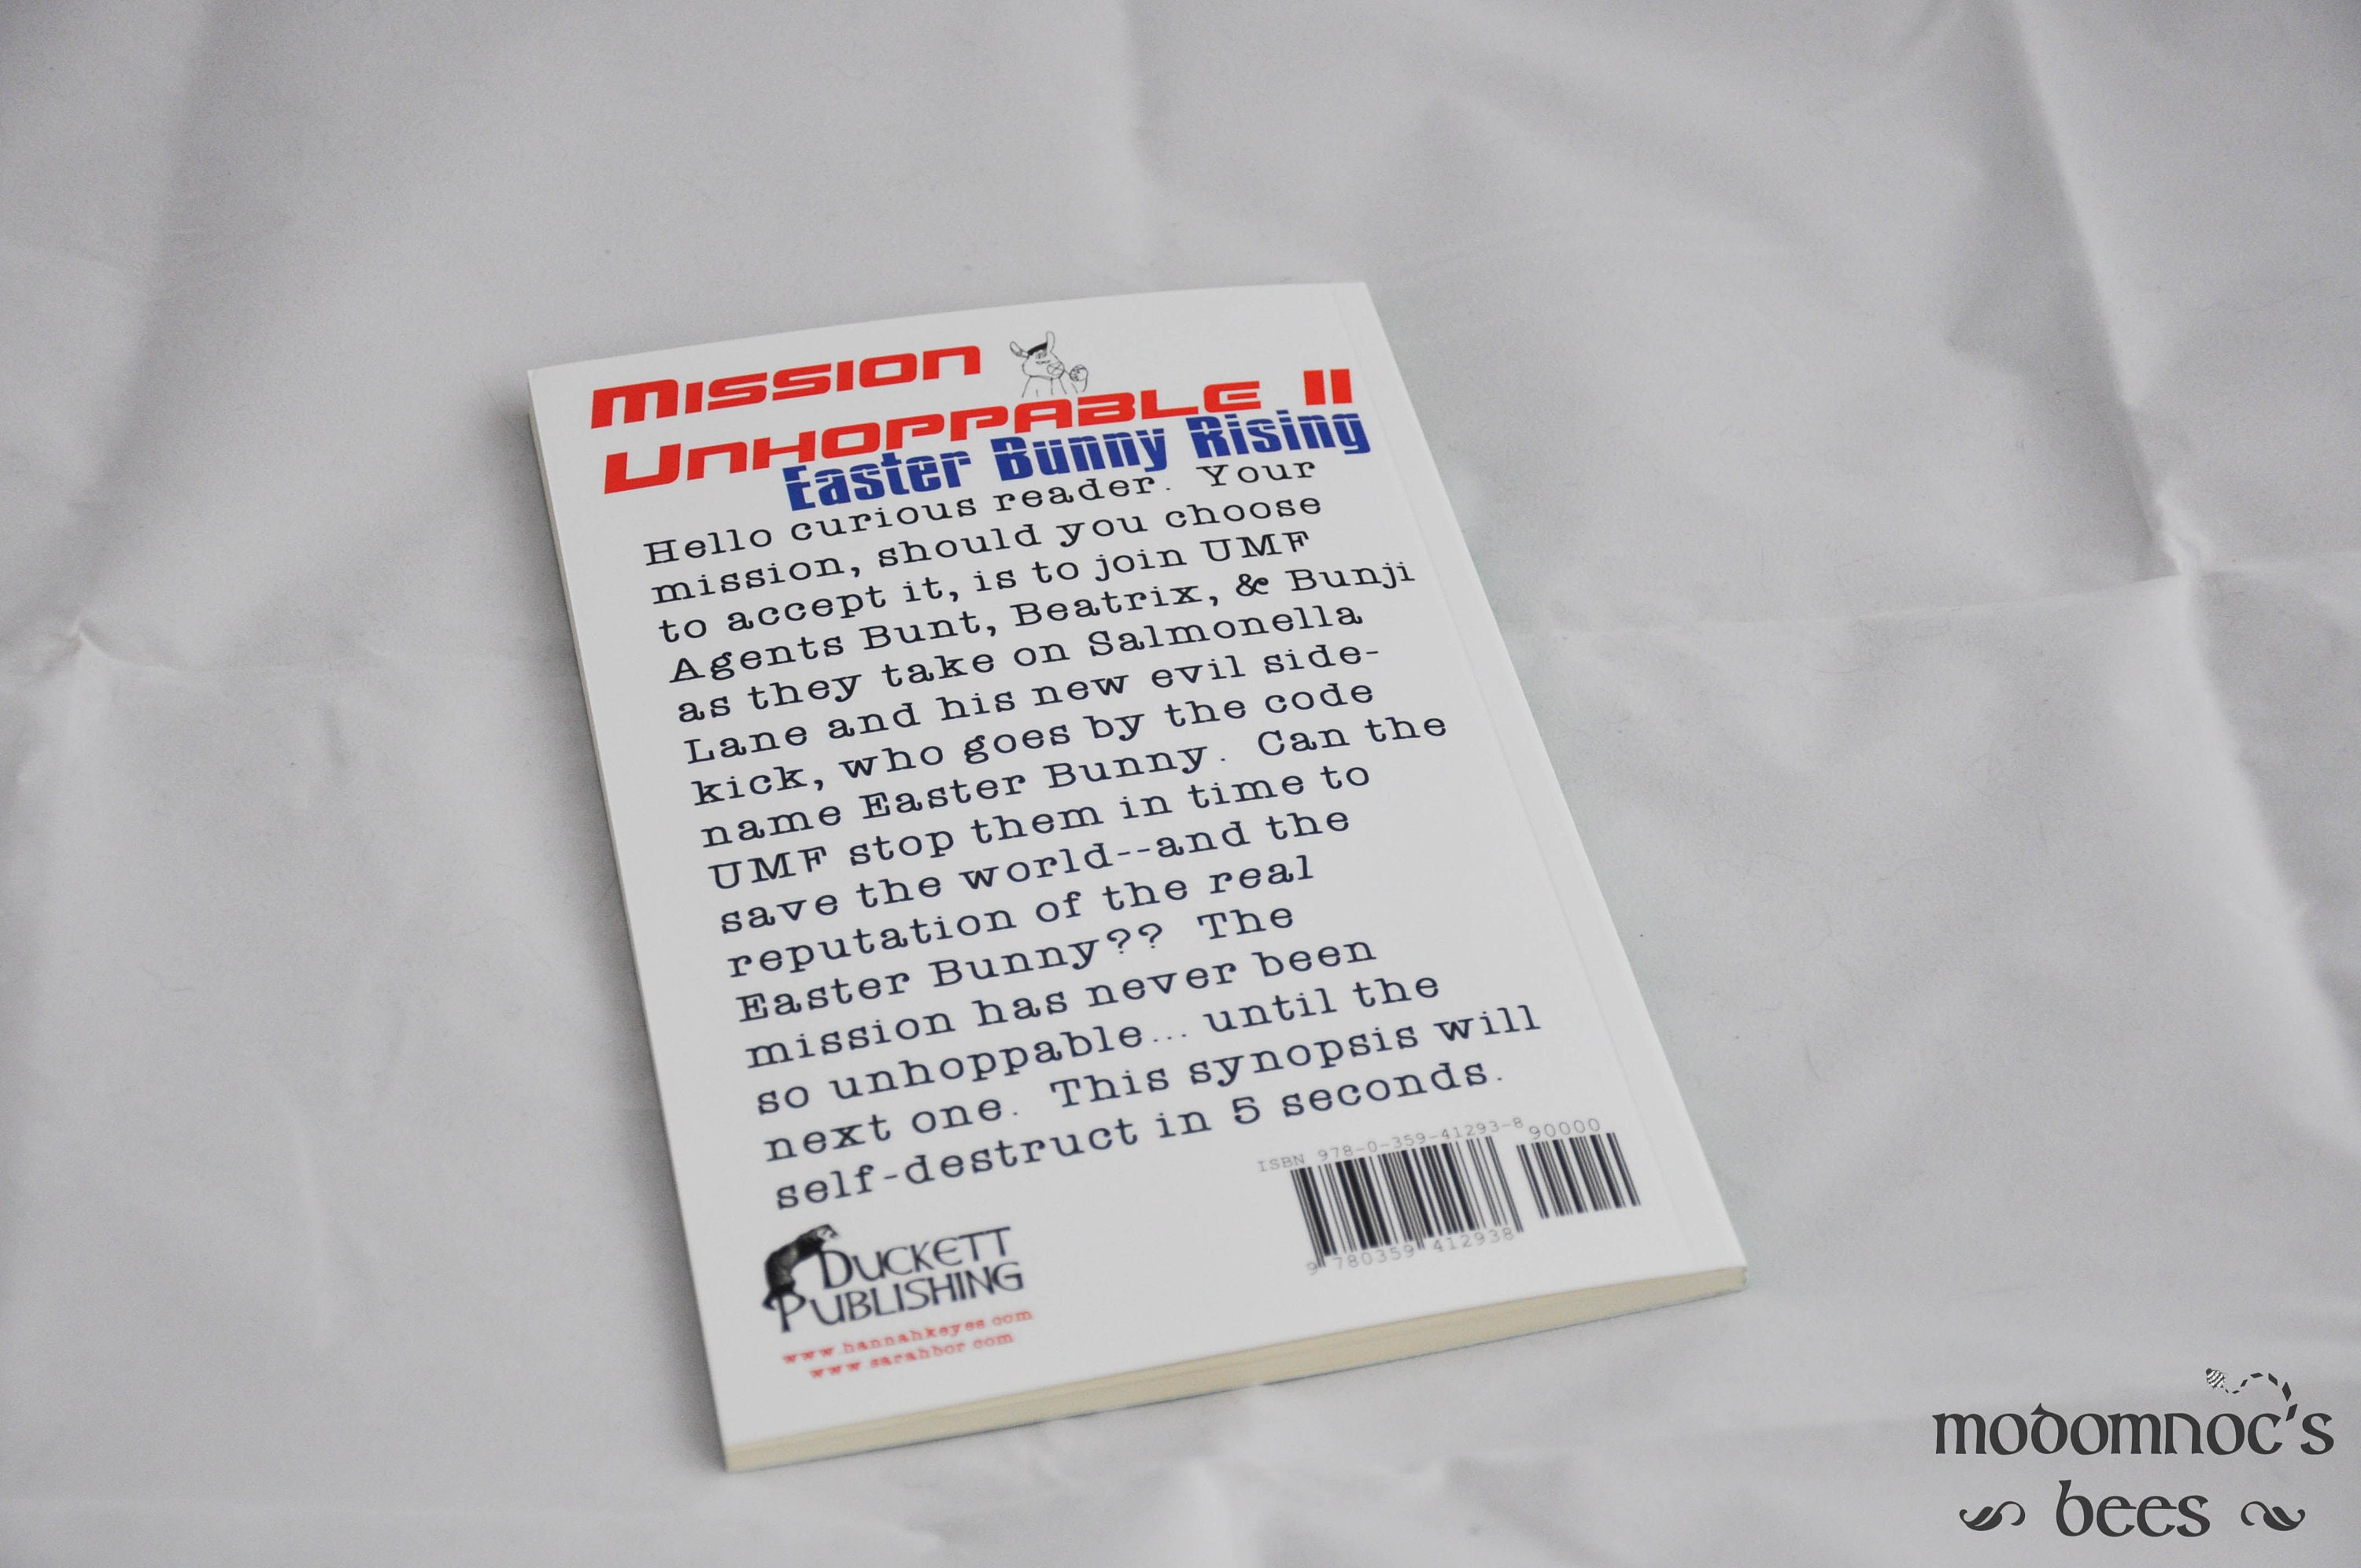 Mission
Unhoppable II
Easter Bunny Rising
Hello curious reader. Your
mission, should you choose
to accept it, is to join UMF
Agents Bunt, Beatrix, & Bunji
as they take on Salmonella
Lane and his new evil side-
kick, who goes by the code
name Easter Bunny. Can the
UMF stop them in time to
save the world--and the
reputation of the real
Easter Bunny?? The
mission has never been
so unhoppable... until the
next one. This synopsis will
self-destruct in 5 seconds.
ISBN 978-0-359-41293-8
90000
9 780359 412938
Duckett
Publishing
www.hannahkeyes.com
www.sarahbor.com
modomnoc's
bees